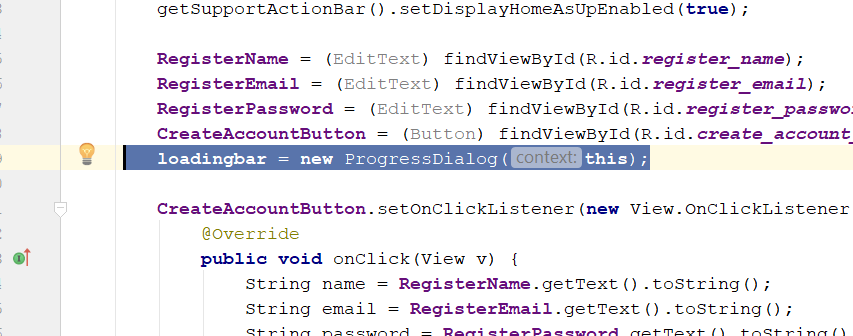 getSupportActionBar().setDisplayHomeAsUpEnabled(true);
RegisterName = (EditText) findViewById(R.id.register_name);
RegisterEmail = (EditText) findViewById(R.id.register_email);
RegisterPassword = (EditText) findViewById(R.id.register_passwo
CreateAccountButton = (Button) findViewById(R.id.create_account_
loadingbar = new ProgressDialog( context: this);
CreateAccountButton.setOnClickListener(new View.OnClickListener
@Override
public void onClick(View v) {
String name = RegisterName.getText().toString();
String email = RegisterEmail.getText().toString();
String password = RegisterPassword.getText().toString